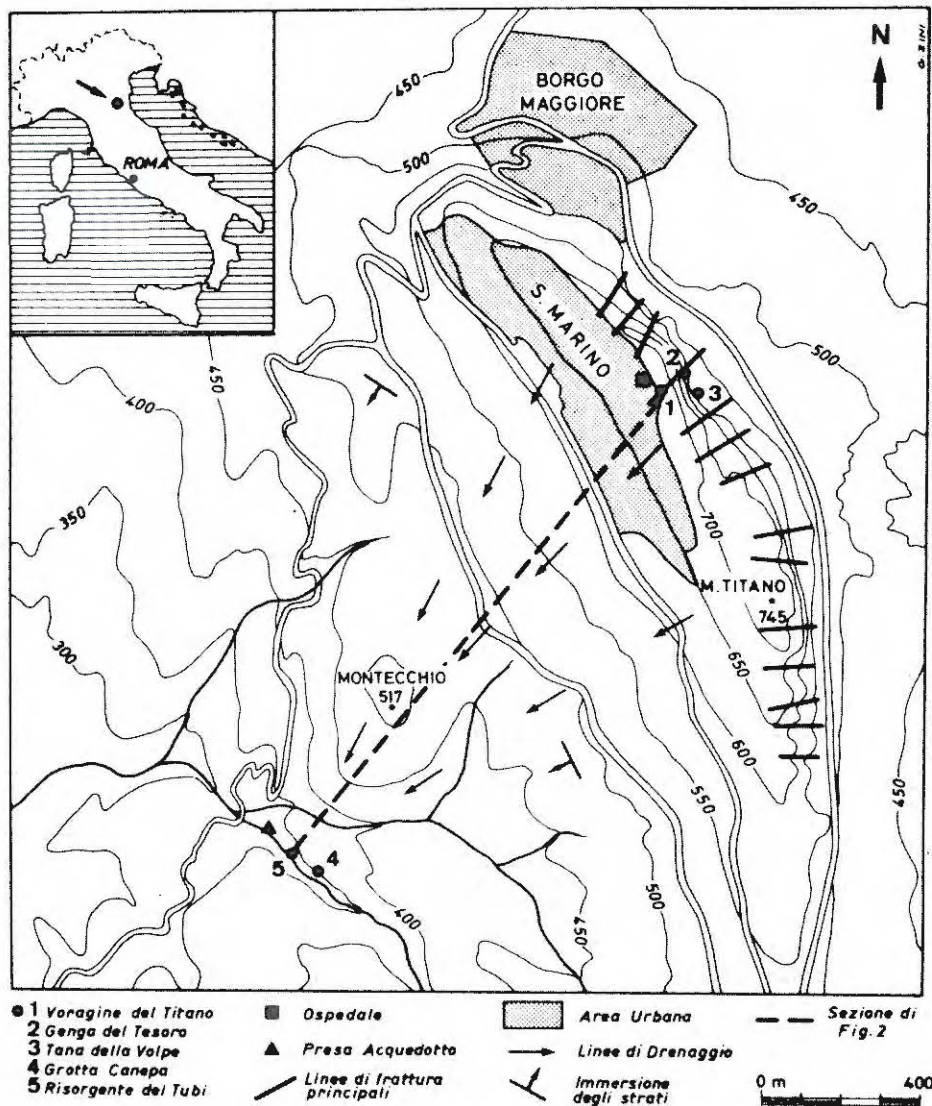 ROMA
N
G. ZINI
BORGO
MAGGIORE
450
500
450
S. MARINO
500
450
400
350
300
2
3
1
700
M. TITANO
745
650
600
550
500
450
450
400
MONTECCHIO
517
5
4
1 Voragine del Titano
2 Genga del Tesoro
3 Tana della Volpe
4 Grotta Canepa
5 Risorgente dei Tubi
Ospedale
Presa Acquedotto
Linee di frattura
principali
Area Urbana
Linee di Drenaggio
Immersione
degli strati
Sezione di
Fig. 2
0 m 400